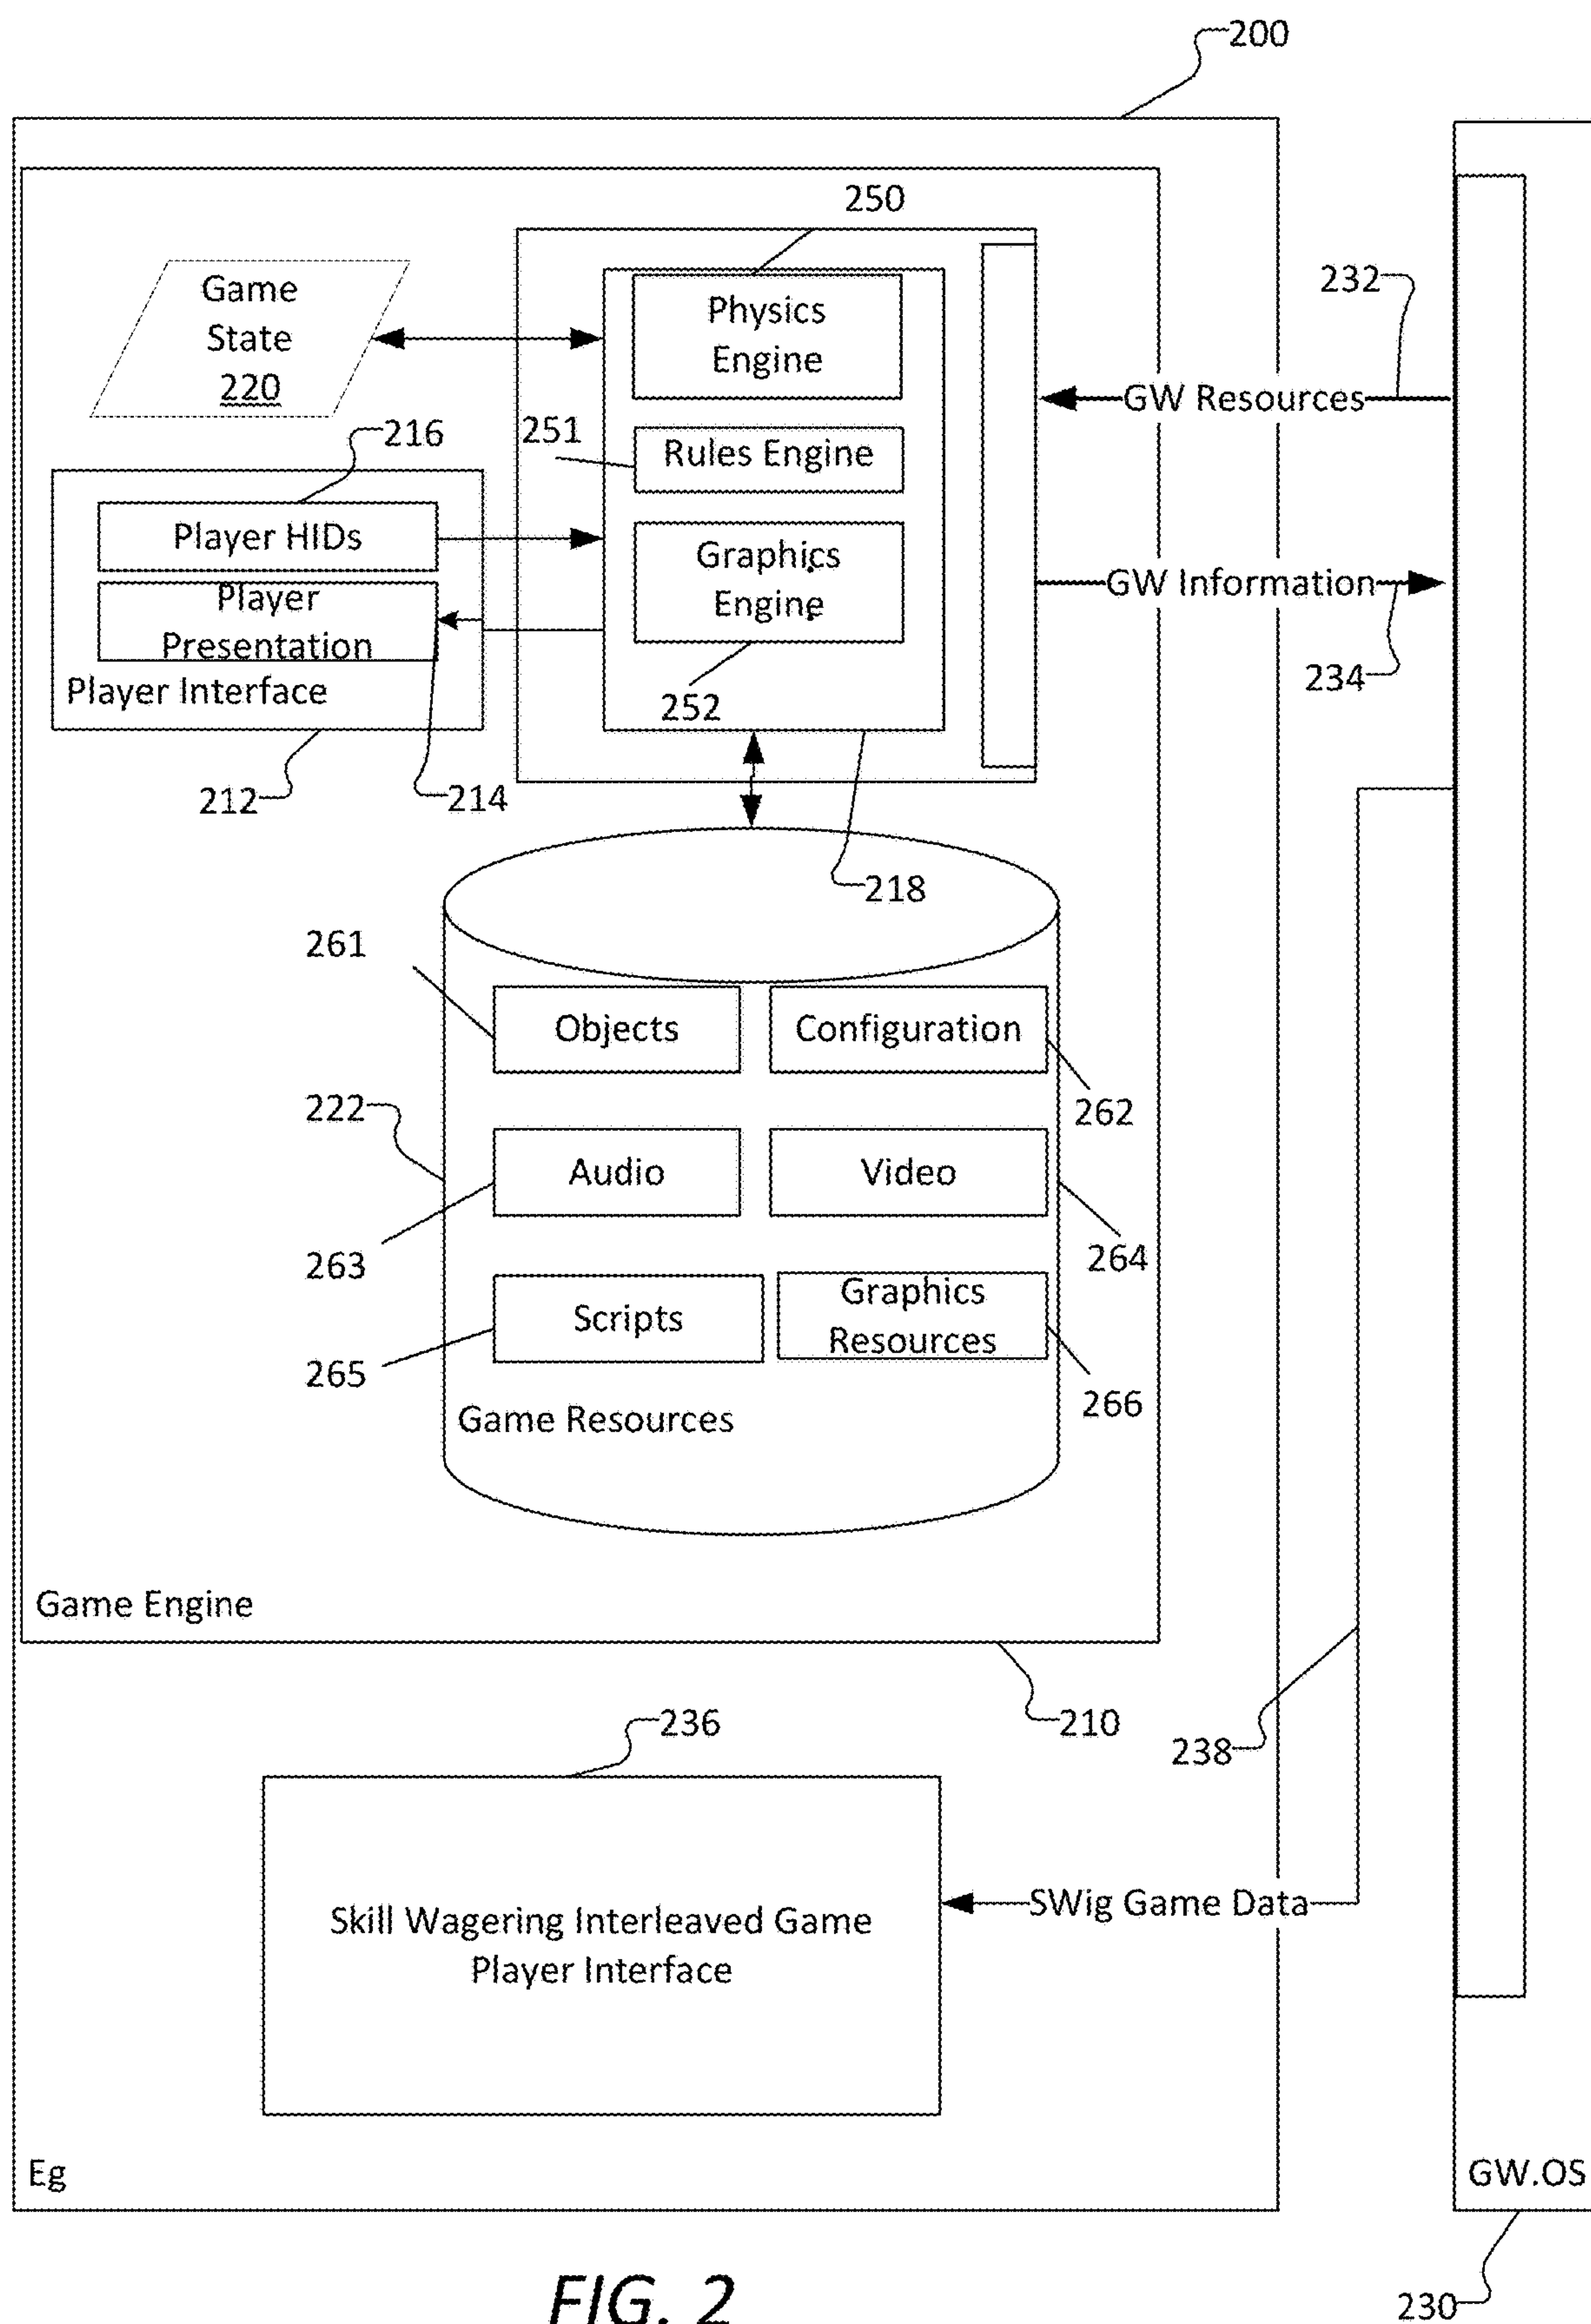 200
250
Game
State
220
Physics
Engine
232
GW Resources
216
251
Rules Engine
Player HIDs
Graphics
Engine
GW Information
Player
Presentation
Player Interface
234
252
212
214
218
261
Objects
Configuration
222
262
Audio
Video
263
264
Scripts
Graphics
Resources
265
266
Game Resources
Game Engine
210
236
238
SWig Game Data
Skill Wagering Interleaved Game
Player Interface
Eg
GW.OS
FIG. 2
230